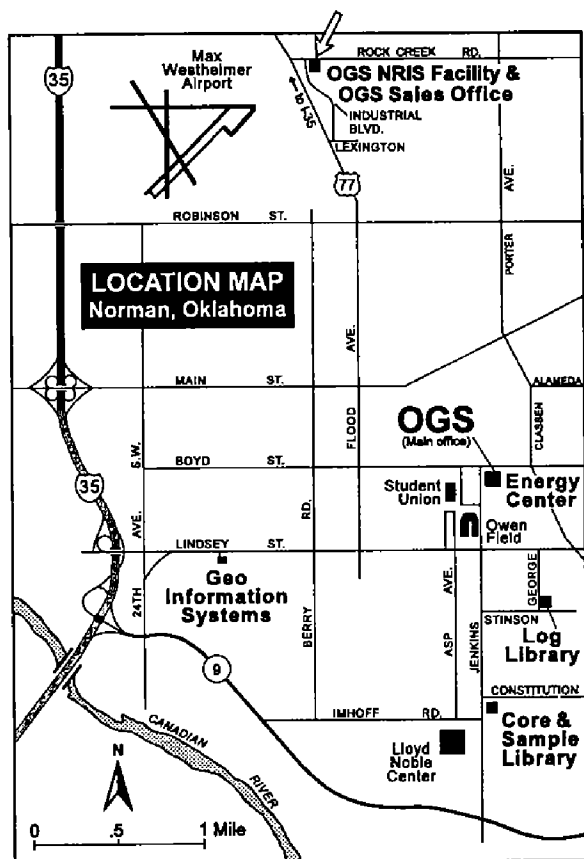 ROCK CREEK RD.
35
Max
Westheimer
Airport
OGS NRIS Facility &
OGS Sales Office
to I-35
INDUSTRIAL
BLVD.
LEXINGTON
77
AVE.
PORTER
ROBINSON ST.
LOCATION MAP
Norman, Oklahoma
AVE.
FLOOD
MAIN ST.
ALAMEDA
CLASSEN
OGS
(Main office)
S.W.
AVE.
24TH
BOYD ST.
35
Student
Union
Energy
Center
RD.
BERRY
Owen
Field
LINDSEY ST.
Geo
Information
Systems
AVE.
ASP
JENKINS
GEORGE
STINSON
Log
Library
9
CONSTITUTION
IMHOFF RD.
Core &
Sample
Library
Lloyd
Noble
Center
CANADIAN
RIVER
N
0 .5 1 Mile